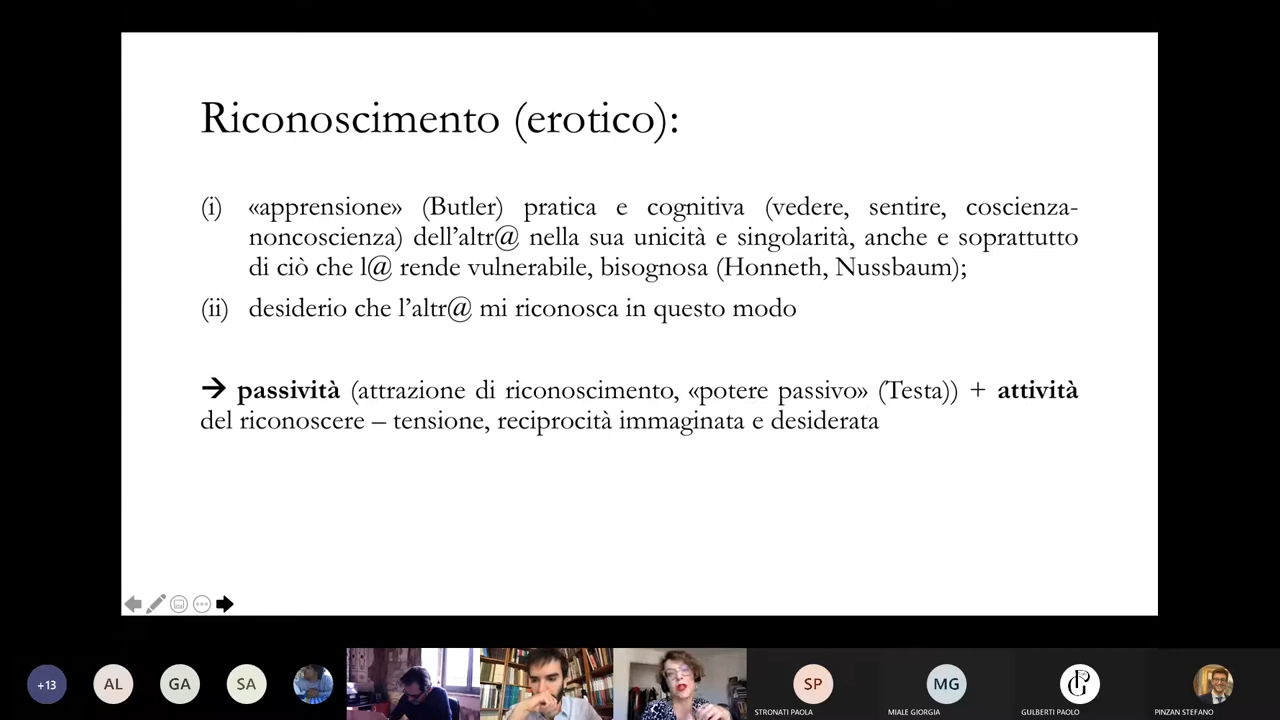 Riconoscimento (erotico):
(i) «apprensione» (Butler) pratica e cognitiva (vedere, sentire, coscienza-
noncoscienza) dell'altr@ nella sua unicità e singolarità, anche e soprattutto
di ciò che l@ rende vulnerabile, bisognosa (Honneth, Nussbaum);
(ii) desiderio che l'altr@ mi riconosca in questo modo
→ passività (attrazione di riconoscimento, «potere passivo» (Testa)) + attività
del riconoscere – tensione, reciprocità immaginata e desiderata
+13 AL GA SA SP MG
STRONATI PAOLA MIALE GIORGIA GULBERTI PAOLO PINZAN STEFANO